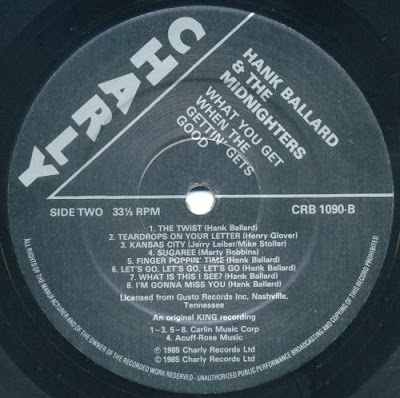 CHARLY
HANK BALLARD
& THE
MIDNIGHTERS
WHAT YOU GET
WHEN THE
GETTIN' GETS
GOOD
SIDE TWO 33⅓ RPM
CRB 1090-B
1. THE TWIST (Hank Ballard)
2. TEARDROPS ON YOUR LETTER (Henry Glover)
3. KANSAS CITY (Jerry Leiber/Mike Stoller)
4. SUGAREE (Marty Robbins)
5. FINGER POPPIN' TIME (Hank Ballard)
6. LET'S GO, LET'S GO, LET'S GO (Hank Ballard)
7. WHAT IS THIS I SEE? (Hank Ballard)
8. I'M GONNA MISS YOU (Hank Ballard)
Licensed from Gusto Records Inc, Nashville,
Tennessee
An original KING recording
1–3, 5–8. Carlin Music Corp
4. Acuff-Rose Music
℗ 1985 Charly Records Ltd
© 1985 Charly Records Ltd
ALL RIGHTS OF THE MANUFACTURER AND OF THE OWNER OF THE RECORDED WORK RESERVED – UNAUTHORIZED PUBLIC PERFORMANCE BROADCASTING AND COPYING OF THIS RECORD PROHIBITED